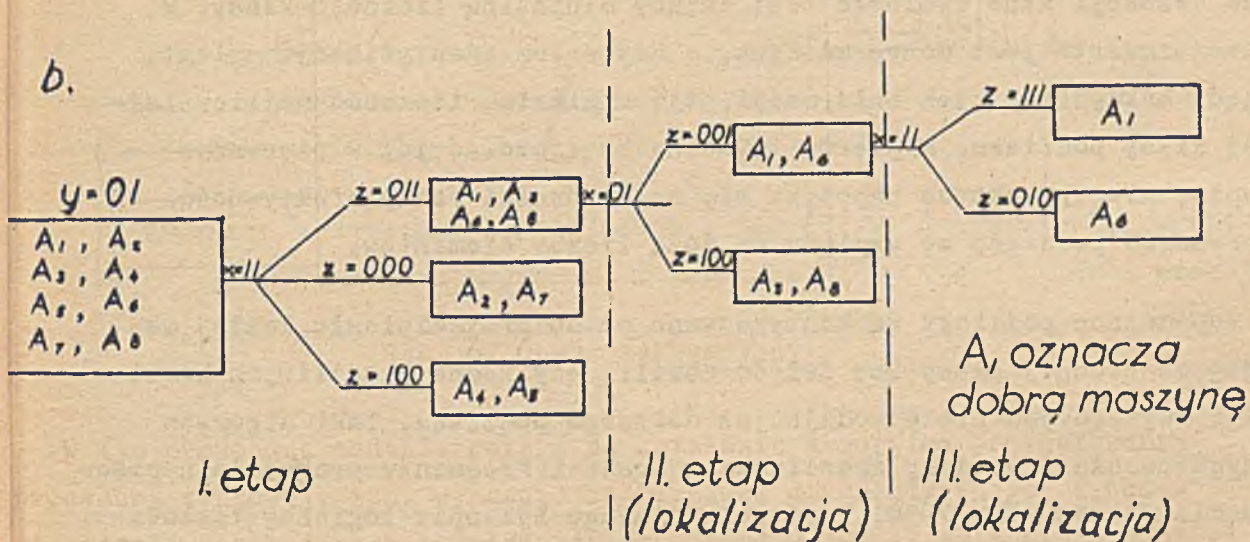 b.
y=01
A₁, A₂
A₃, A₄
A₅, A₆
A₇, A₈
x=11
z=011
A₁, A₃
A₆, A₈
z=000
A₂, A₇
z=100
A₄, A₅
I. etap
x=01
z=001
A₁, A₆
z=100
A₃, A₈
II. etap
(lokalizacja)
x=11
z=111
A₁
z=010
A₆
A₁ oznacza
dobrą maszynę
III. etap
(lokalizacja)